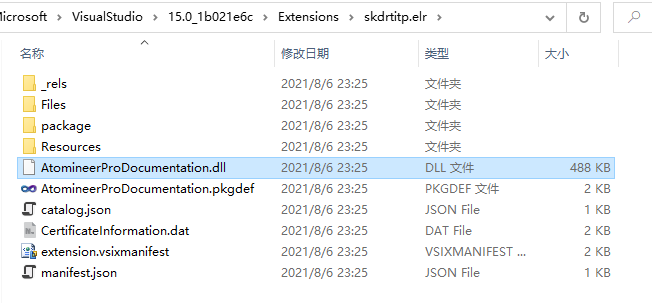 Microsoft > VisualStudio > 15.0_1b021e6c > Extensions > skdrtitp.elr >
名称 修改日期 类型 大小
_rels 2021/8/6 23:25 文件夹
Files 2021/8/6 23:25 文件夹
package 2021/8/6 23:25 文件夹
Resources 2021/8/6 23:25 文件夹
AtomineerProDocumentation.dll 2021/8/6 23:25 DLL 文件 488 KB
AtomineerProDocumentation.pkgdef 2021/8/6 23:25 PKGDEF 文件 2 KB
catalog.json 2021/8/6 23:25 JSON File 1 KB
CertificateInformation.dat 2021/8/6 23:25 DAT File 2 KB
extension.vsixmanifest 2021/8/6 23:25 VSIXMANIFEST ... 2 KB
manifest.json 2021/8/6 23:25 JSON File 1 KB